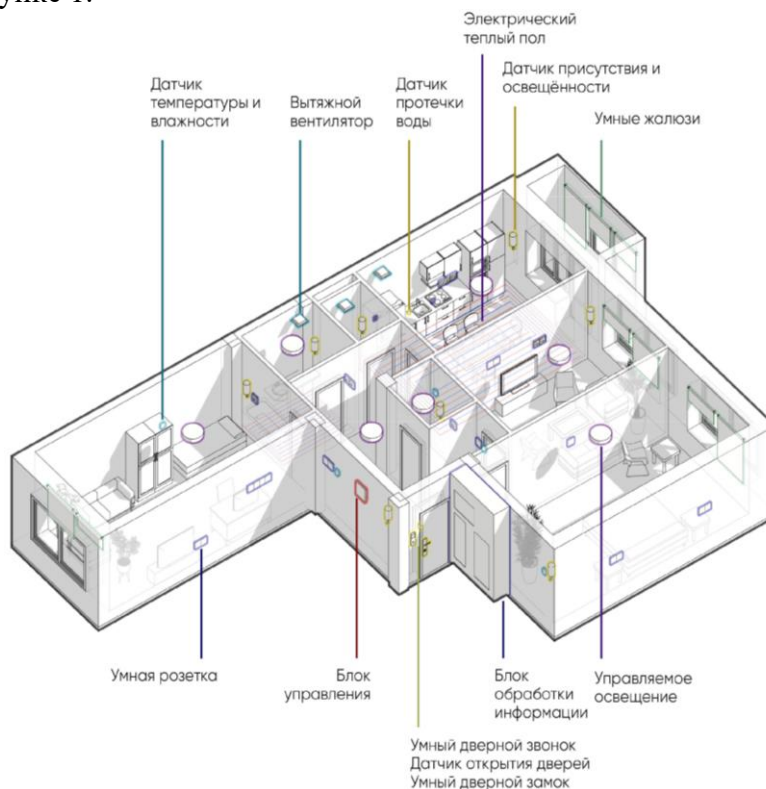 Электрический
теплый пол
Датчик
температуры и
влажности
Вытяжной
вентилятор
Датчик
протечки
воды
Датчик присутствия и
освещённости
Умные жалюзи
Умная розетка
Блок
управления
Блок
обработки
информации
Управляемое
освещение
Умный дверной звонок
Датчик открытия дверей
Умный дверной замок